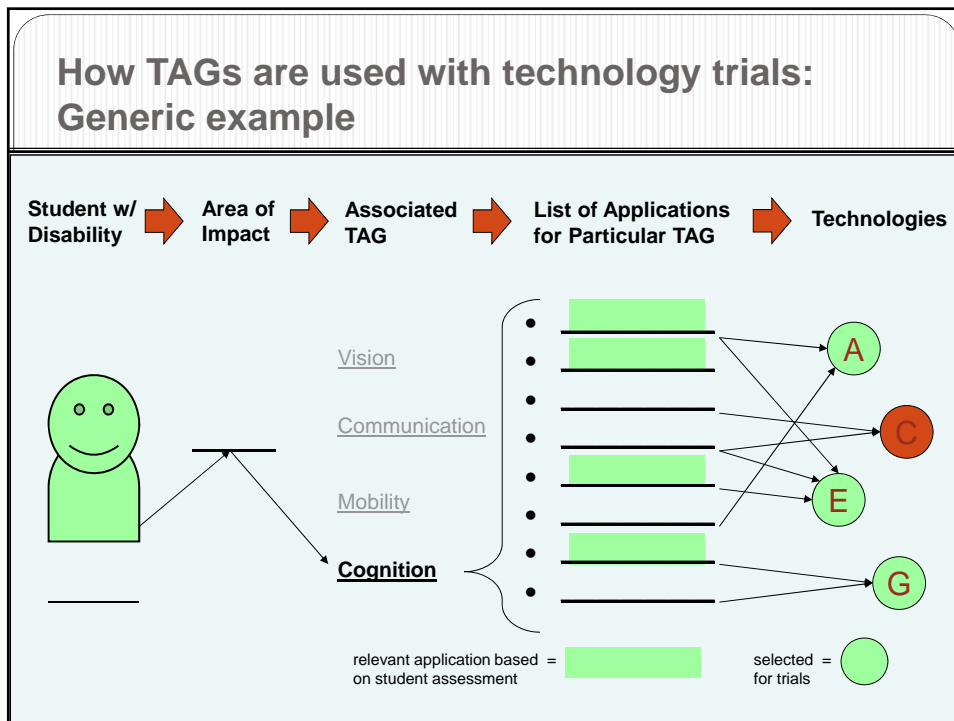 How TAGs are used with technology trials:
Generic example
Student w/
Disability
Area of
Impact
Associated
TAG
List of Applications
for Particular TAG
Technologies
Vision
Communication
Mobility
Cognition
A
C
E
G
relevant application based =
on student assessment
selected =
for trials